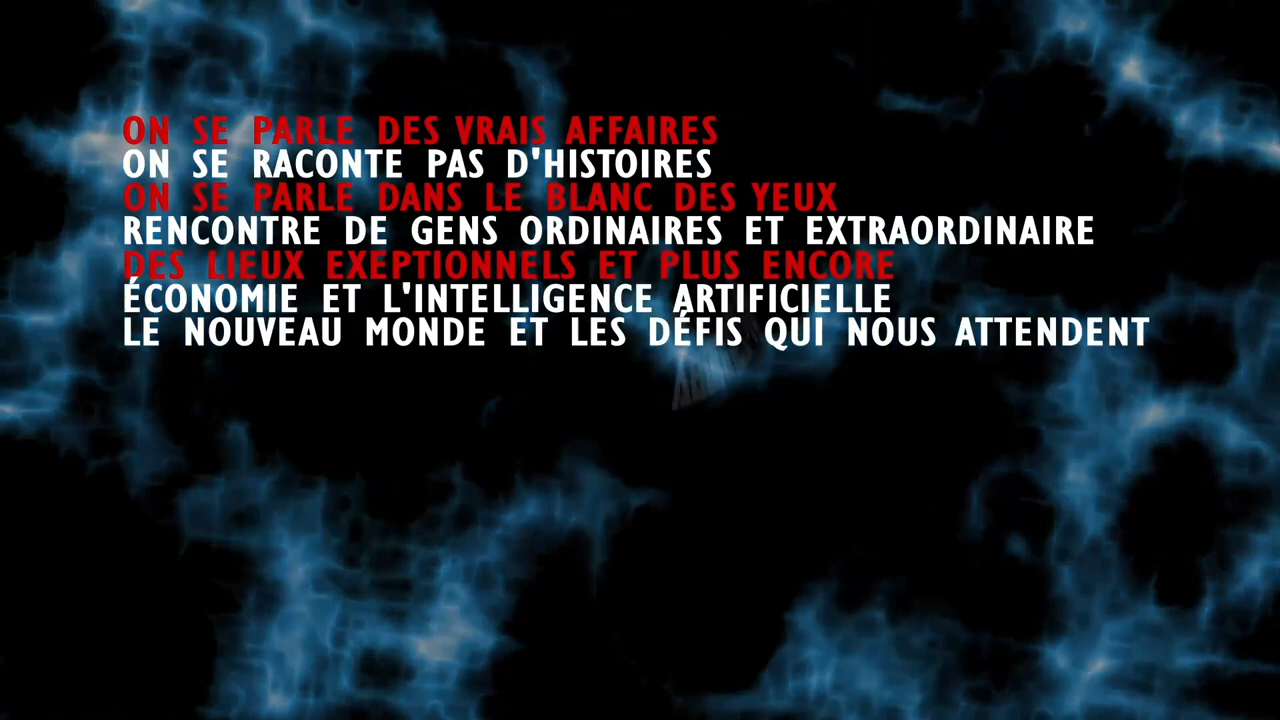 ON SE PARLE DES VRAIS AFFAIRES
ON SE RACONTE PAS D'HISTOIRES
ON SE PARLE DANS LE BLANC DES YEUX
RENCONTRE DE GENS ORDINAIRES ET EXTRAORDINAIRE
DES LIEUX EXEPTIONNELS ET PLUS ENCORE
ÉCONOMIE ET L'INTELLIGENCE ARTIFICIELLE
LE NOUVEAU MONDE ET LES DÉFIS QUI NOUS ATTENDENT